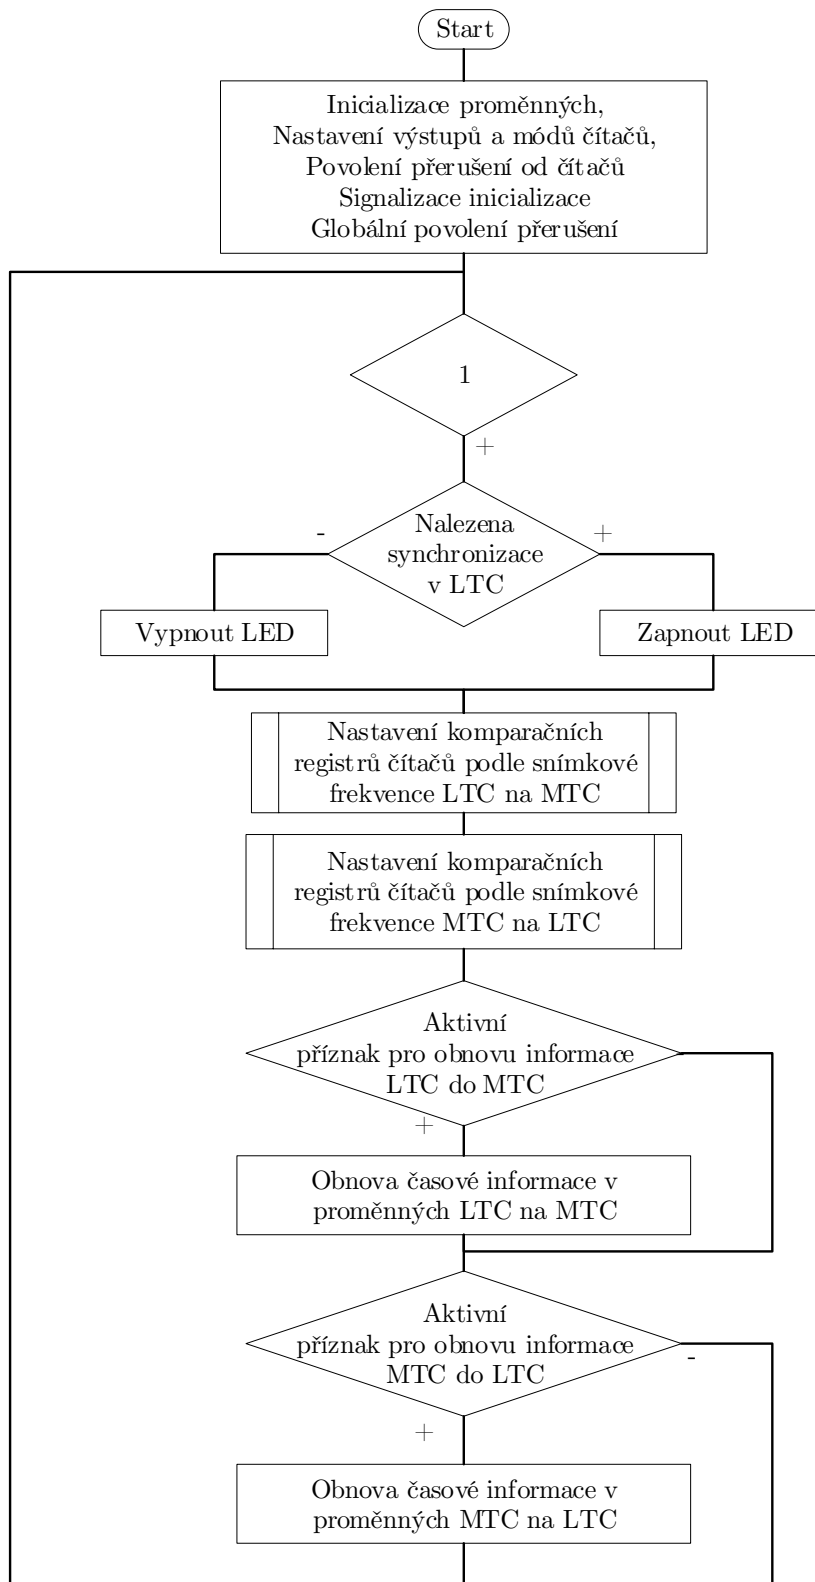 Start
Inicializace proměnných,
Nastavení výstupů a módů čítačů,
Povolení přerušení od čítačů
Signalizace inicializace
Globální povolení přerušení
1
+
Nalezena
synchronizace
v LTC
-
+
Vypnout LED
Zapnout LED
Nastavení komparačních
registrů čítačů podle snímkové
frekvence LTC na MTC
Nastavení komparačních
registrů čítačů podle snímkové
frekvence MTC na LTC
Aktivní
příznak pro obnovu informace
LTC do MTC
+
Obnova časové informace v
proměnných LTC na MTC
Aktivní
příznak pro obnovu informace
MTC do LTC
-
+
Obnova časové informace v
proměnných MTC na LTC